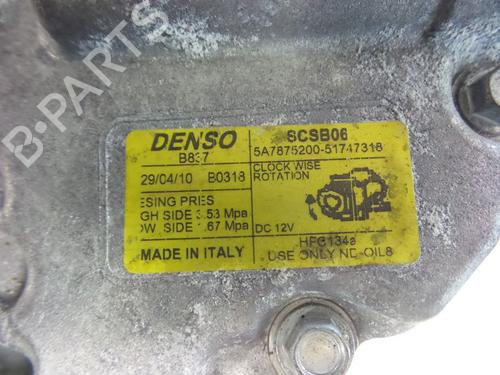 B-PARTS
DENSO
B837
SCSB06
5A7875200-51747318
29/04/10 B0318
CLOCK WISE
ROTATION
ESING PRES
GH SIDE 3.53 Mpa
OW. SIDE 1.67 Mpa
DC 12V
MADE IN ITALY
HFC134a
USE ONLY ND-OIL8